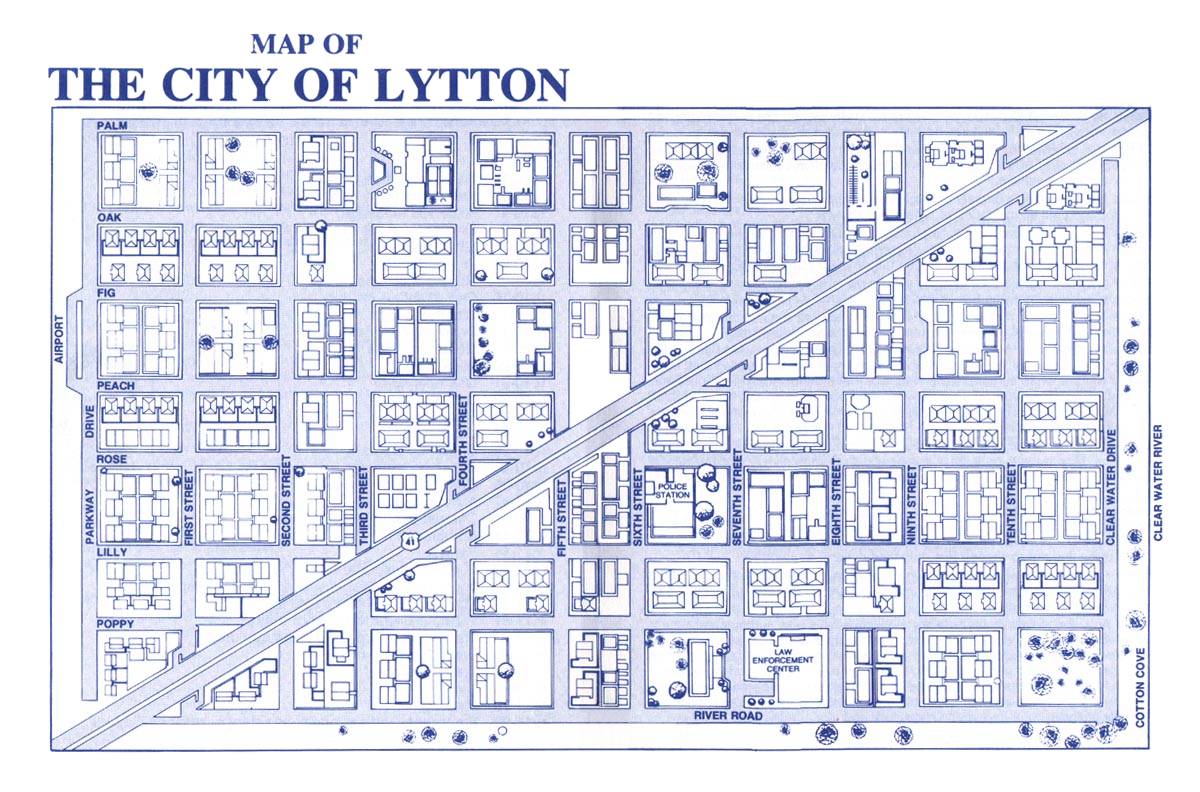 MAP OF
THE CITY OF LYTTON
PALM
OAK
FIG
AIRPORT
PEACH
DRIVE
ROSE
PARKWAY
FIRST STREET
SECOND STREET
THIRD STREET
FOURTH STREET
FIFTH STREET
SIXTH STREET
SEVENTH STREET
EIGHTH STREET
NINTH STREET
TENTH STREET
CLEAR WATER DRIVE
CLEAR WATER RIVER
POLICE
STATION
41
LILLY
POPPY
LAW
ENFORCEMENT
CENTER
RIVER ROAD
COTTON COVE